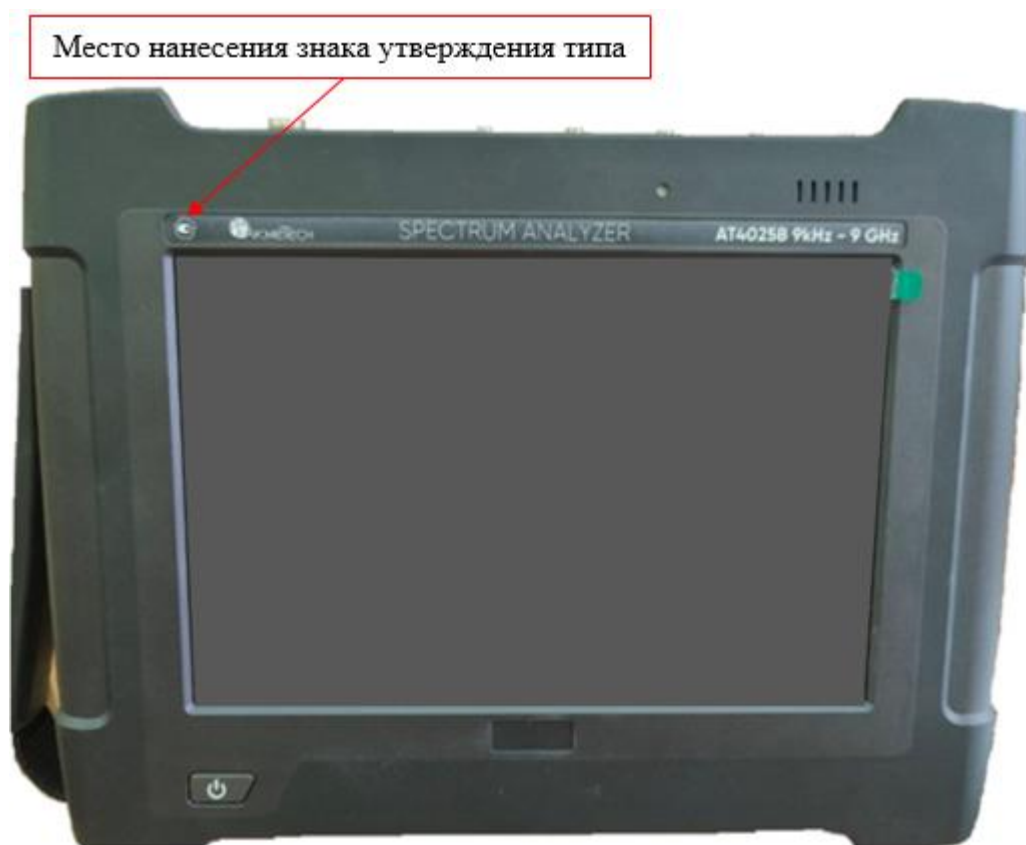 Место нанесения знака утверждения типа
SPECTRUM ANALYZER
AT4025B 9kHz - 9 GHz